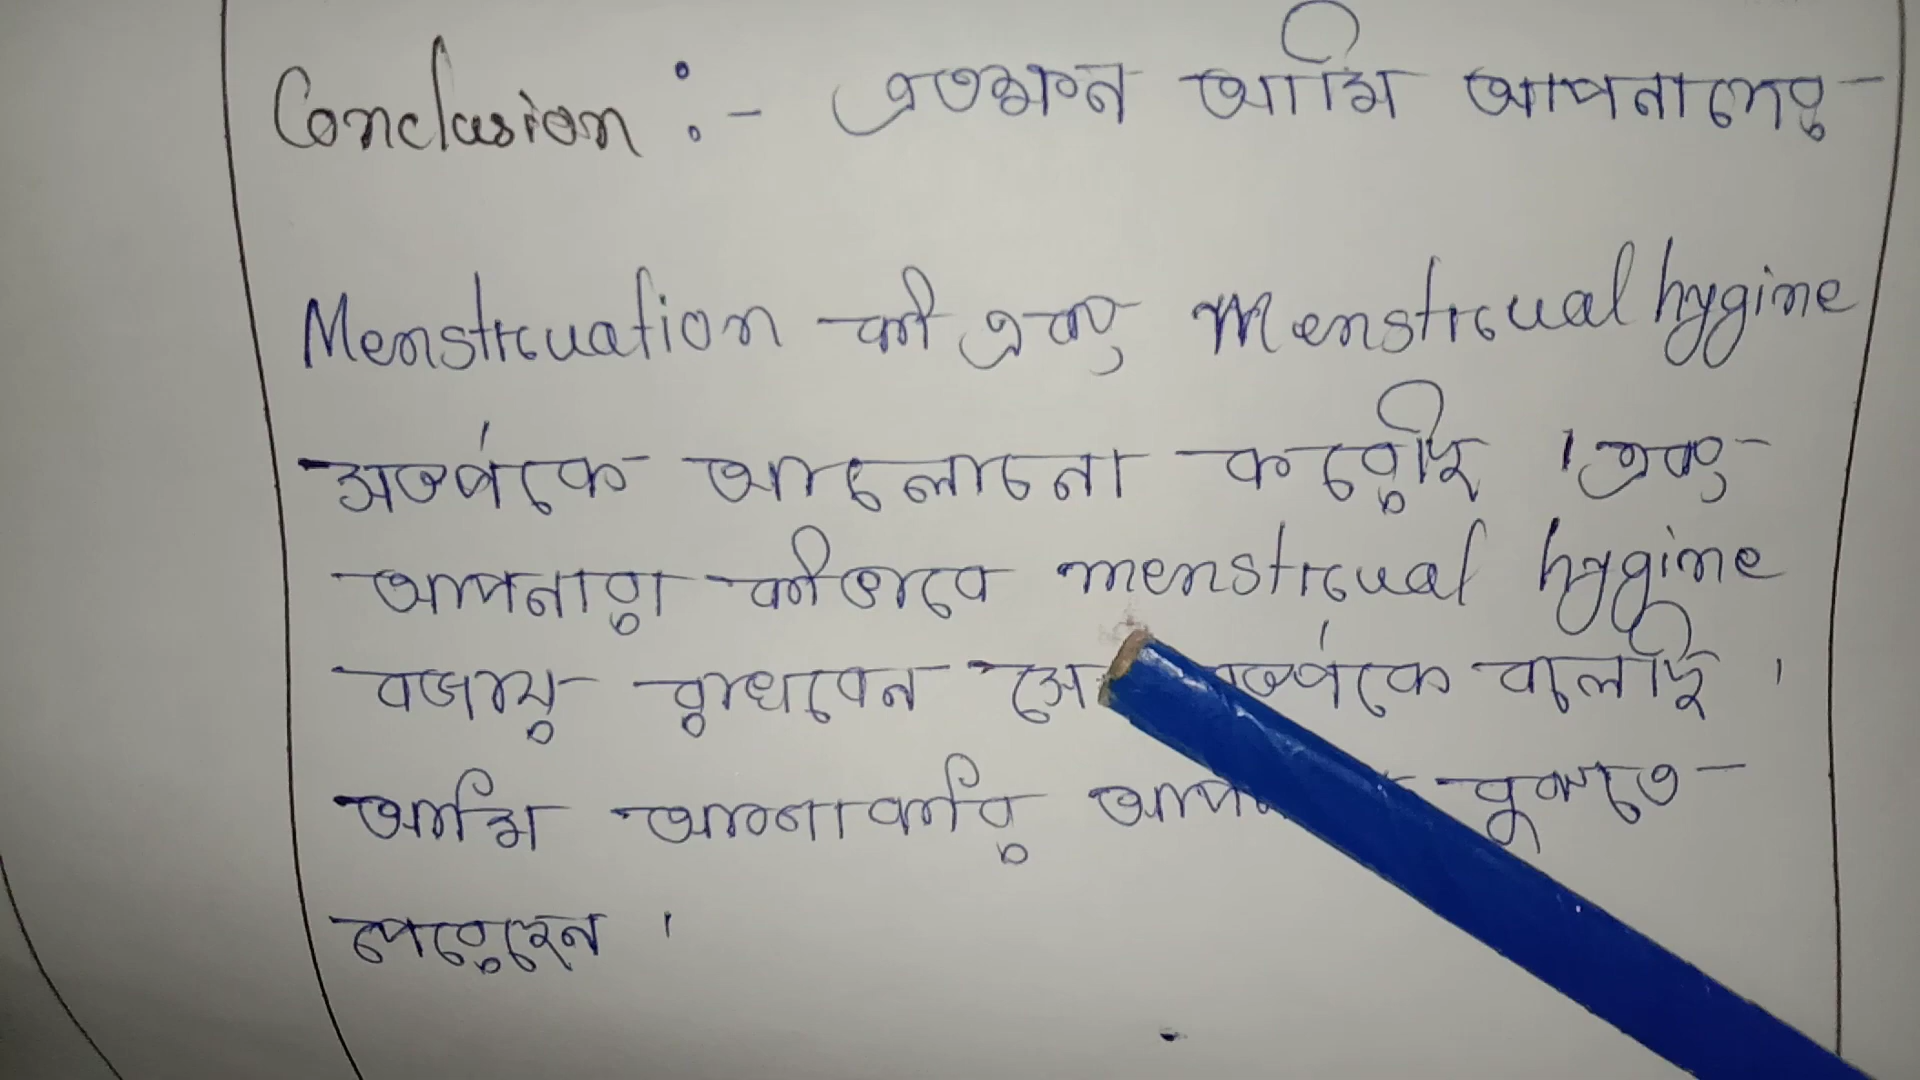 Conclusion :- এতক্ষণ আমি আপনাদের
Menstruation কী এবং Menstrual hygine
সম্পর্কে আলোচনা করেছি । এবং
আপনারা কীভাবে menstrual hygine
বজায় রাখবেন সে সম্পর্কে বলেছি ।
আমি আশাকরি বুঝতে
পেরেছেন ।